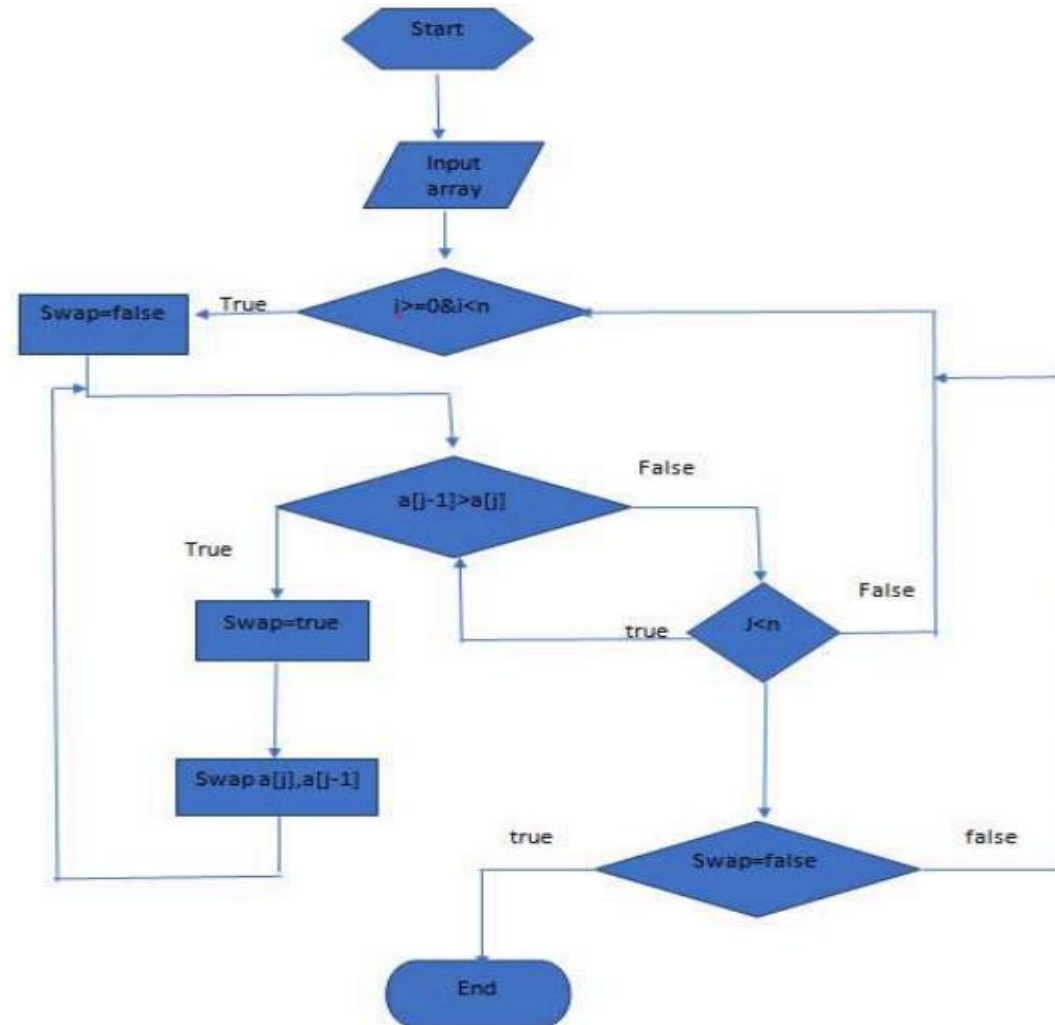 Start
Input
array
i>=0&i<n
True
Swap=false
a[j-1]>a[j]
False
True
Swap=true
J<n
true
False
Swap a[j],a[j-1]
Swap=false
true
false
End